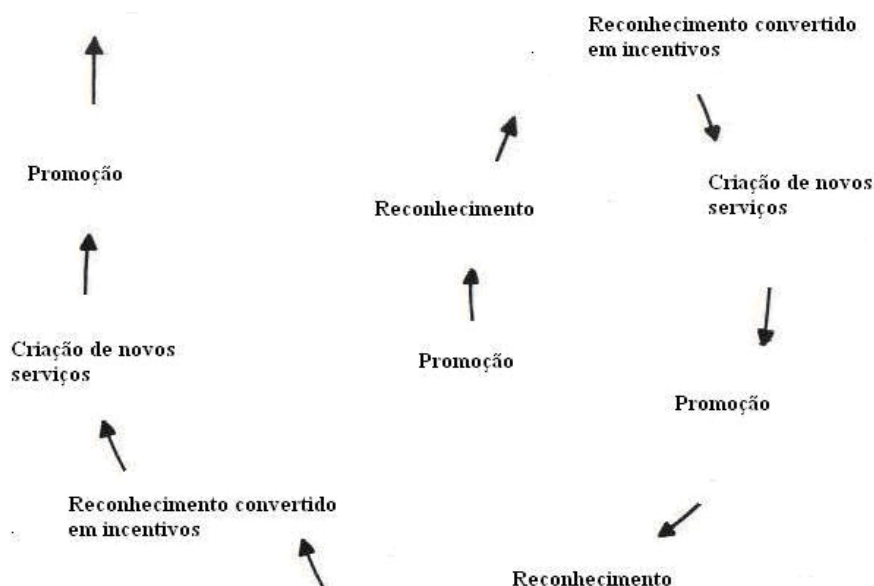 Reconhecimento convertido
em incentivos
Promoção
Criação de novos
serviços
Reconhecimento
Criação de novos
serviços
Promoção
Promoção
Reconhecimento convertido
em incentivos
Reconhecimento